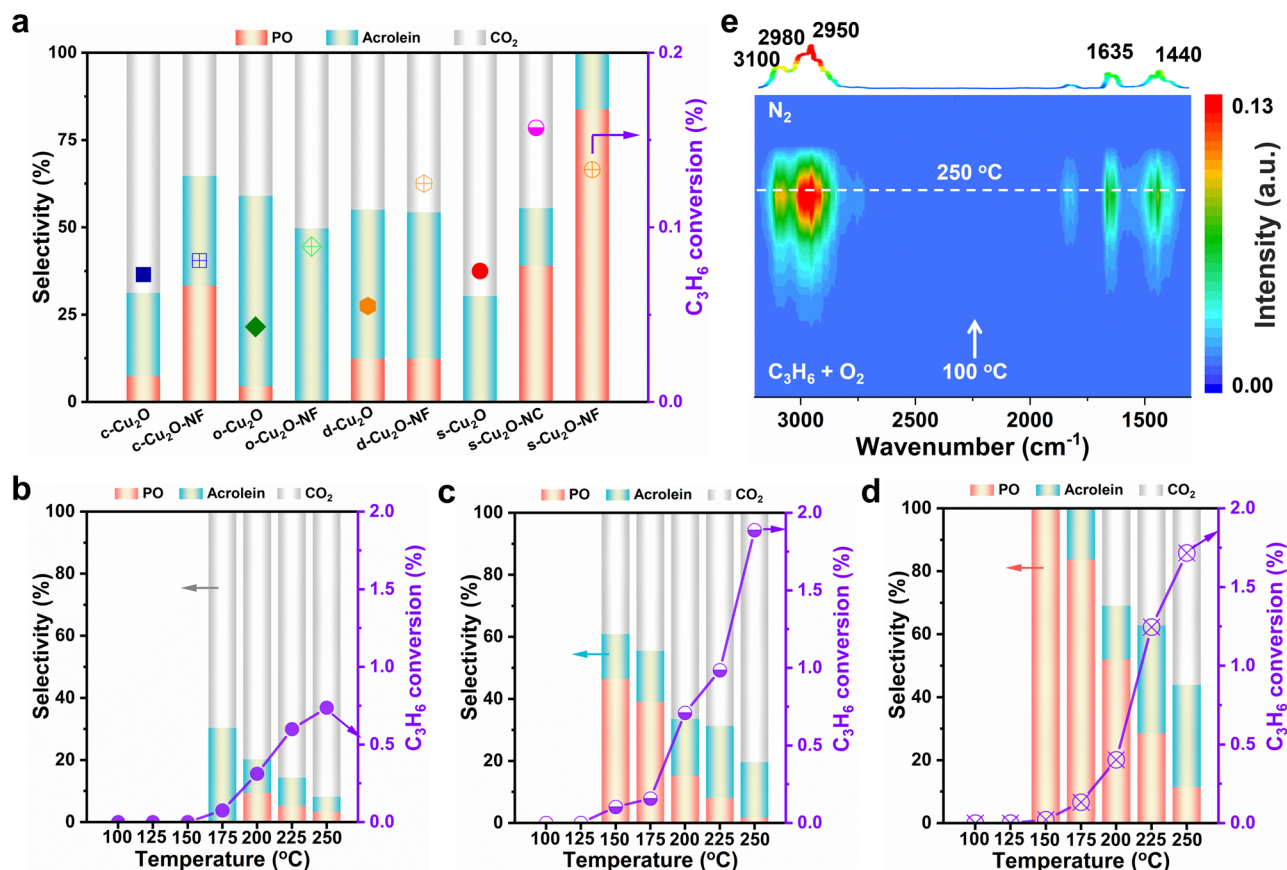 a
PO Acrolein CO₂
100
75
50
25
0
Selectivity (%)
0.2
0.1
0.0
C₃H₆ conversion (%)
c-Cu₂O
c-Cu₂O-NF
o-Cu₂O
o-Cu₂O-NF
d-Cu₂O
d-Cu₂O-NF
s-Cu₂O
s-Cu₂O-NC
s-Cu₂O-NF
e
3100 2980 2950 1635 1440
N₂
250 °C
C₃H₆ + O₂
100 °C
3000 2500 2000 1500
Wavenumber (cm⁻¹)
0.13
0.00
Intensity (a.u.)
b
PO Acrolein CO₂
100
80
60
40
20
0
Selectivity (%)
2.0
1.5
1.0
0.5
0.0
C₃H₆ conversion (%)
100 125 150 175 200 225 250
Temperature (°C)
c
PO Acrolein CO₂
100
80
60
40
20
0
Selectivity (%)
2.0
1.5
1.0
0.5
0.0
C₃H₆ conversion (%)
100 125 150 175 200 225 250
Temperature (°C)
d
PO Acrolein CO₂
100
80
60
40
20
0
Selectivity (%)
2.0
1.5
1.0
0.5
0.0
C₃H₆ conversion (%)
100 125 150 175 200 225 250
Temperature (°C)